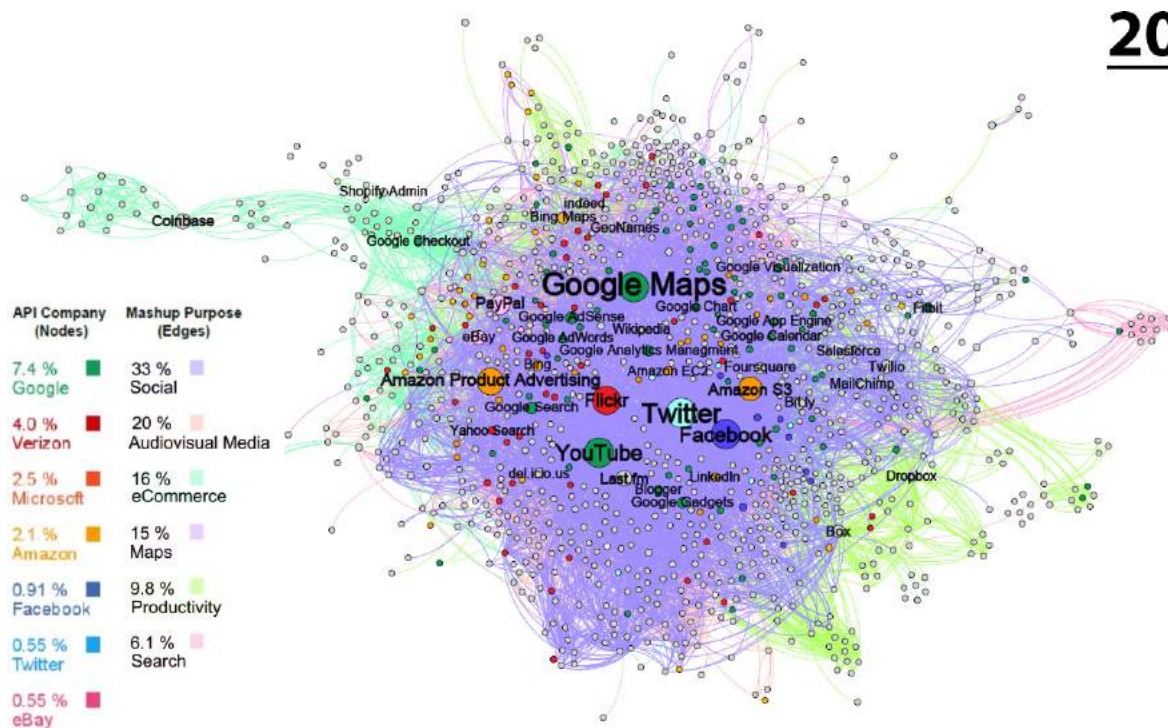 20
Shopify Admin
Coinbase
Google Checkout
indeed
Bing Maps
GeoNames
Google Visualization
Google Maps
PayPal
Google Chart
Fitbit
Google AdSense
Wikipedia
Google App Engine
eBay
Google AdWords
Google Calendar
Google Analytics Managment
Salesforce
Bing
Amazon EC2
Foursquare
Twilio
Amazon Product Advertising
Amazon S3
MailChimp
Flickr
Bit.ly
Google Search
Twitter
Yahoo Search
Facebook
YouTube
del.icio.us
Last.fm
LinkedIn
Dropbox
Blogger
Google Gadgets
Box
API Company
(Nodes)
7.4 %
Google
4.0 %
Verizon
2.5 %
Microsoft
2.1 %
Amazon
0.91 %
Facebook
0.55 %
Twitter
0.55 %
eBay
Mashup Purpose
(Edges)
33 %
Social
20 %
Audiovisual Media
16 %
eCommerce
15 %
Maps
9.8 %
Productivity
6.1 %
Search